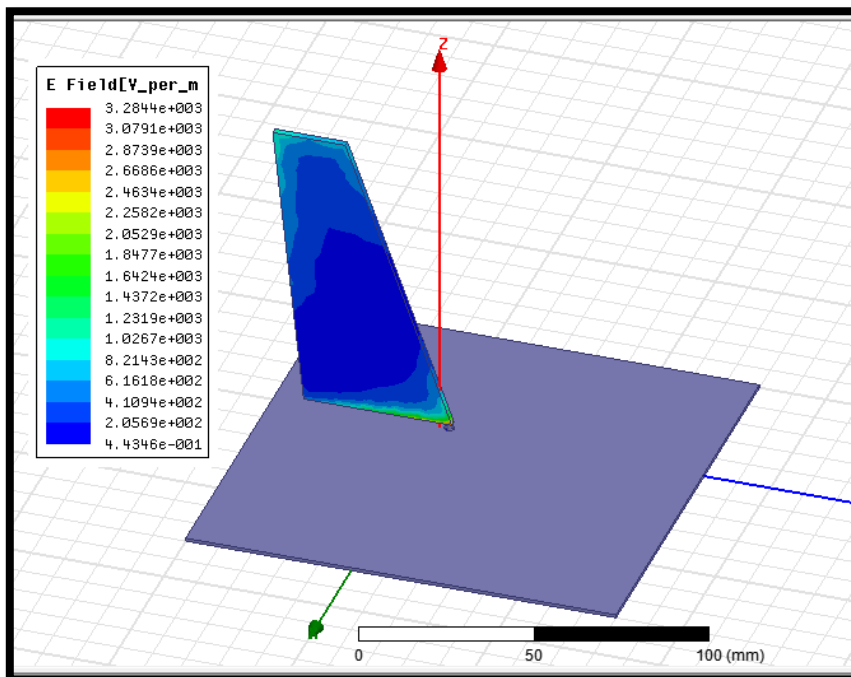 Z
E Field[V_per_m
3.2844e+003
3.0791e+003
2.8739e+003
2.6686e+003
2.4634e+003
2.2582e+003
2.0529e+003
1.8477e+003
1.6424e+003
1.4372e+003
1.2319e+003
1.0267e+003
8.2143e+002
6.1618e+002
4.1094e+002
2.0569e+002
4.4346e-001
0 50 100 (mm)